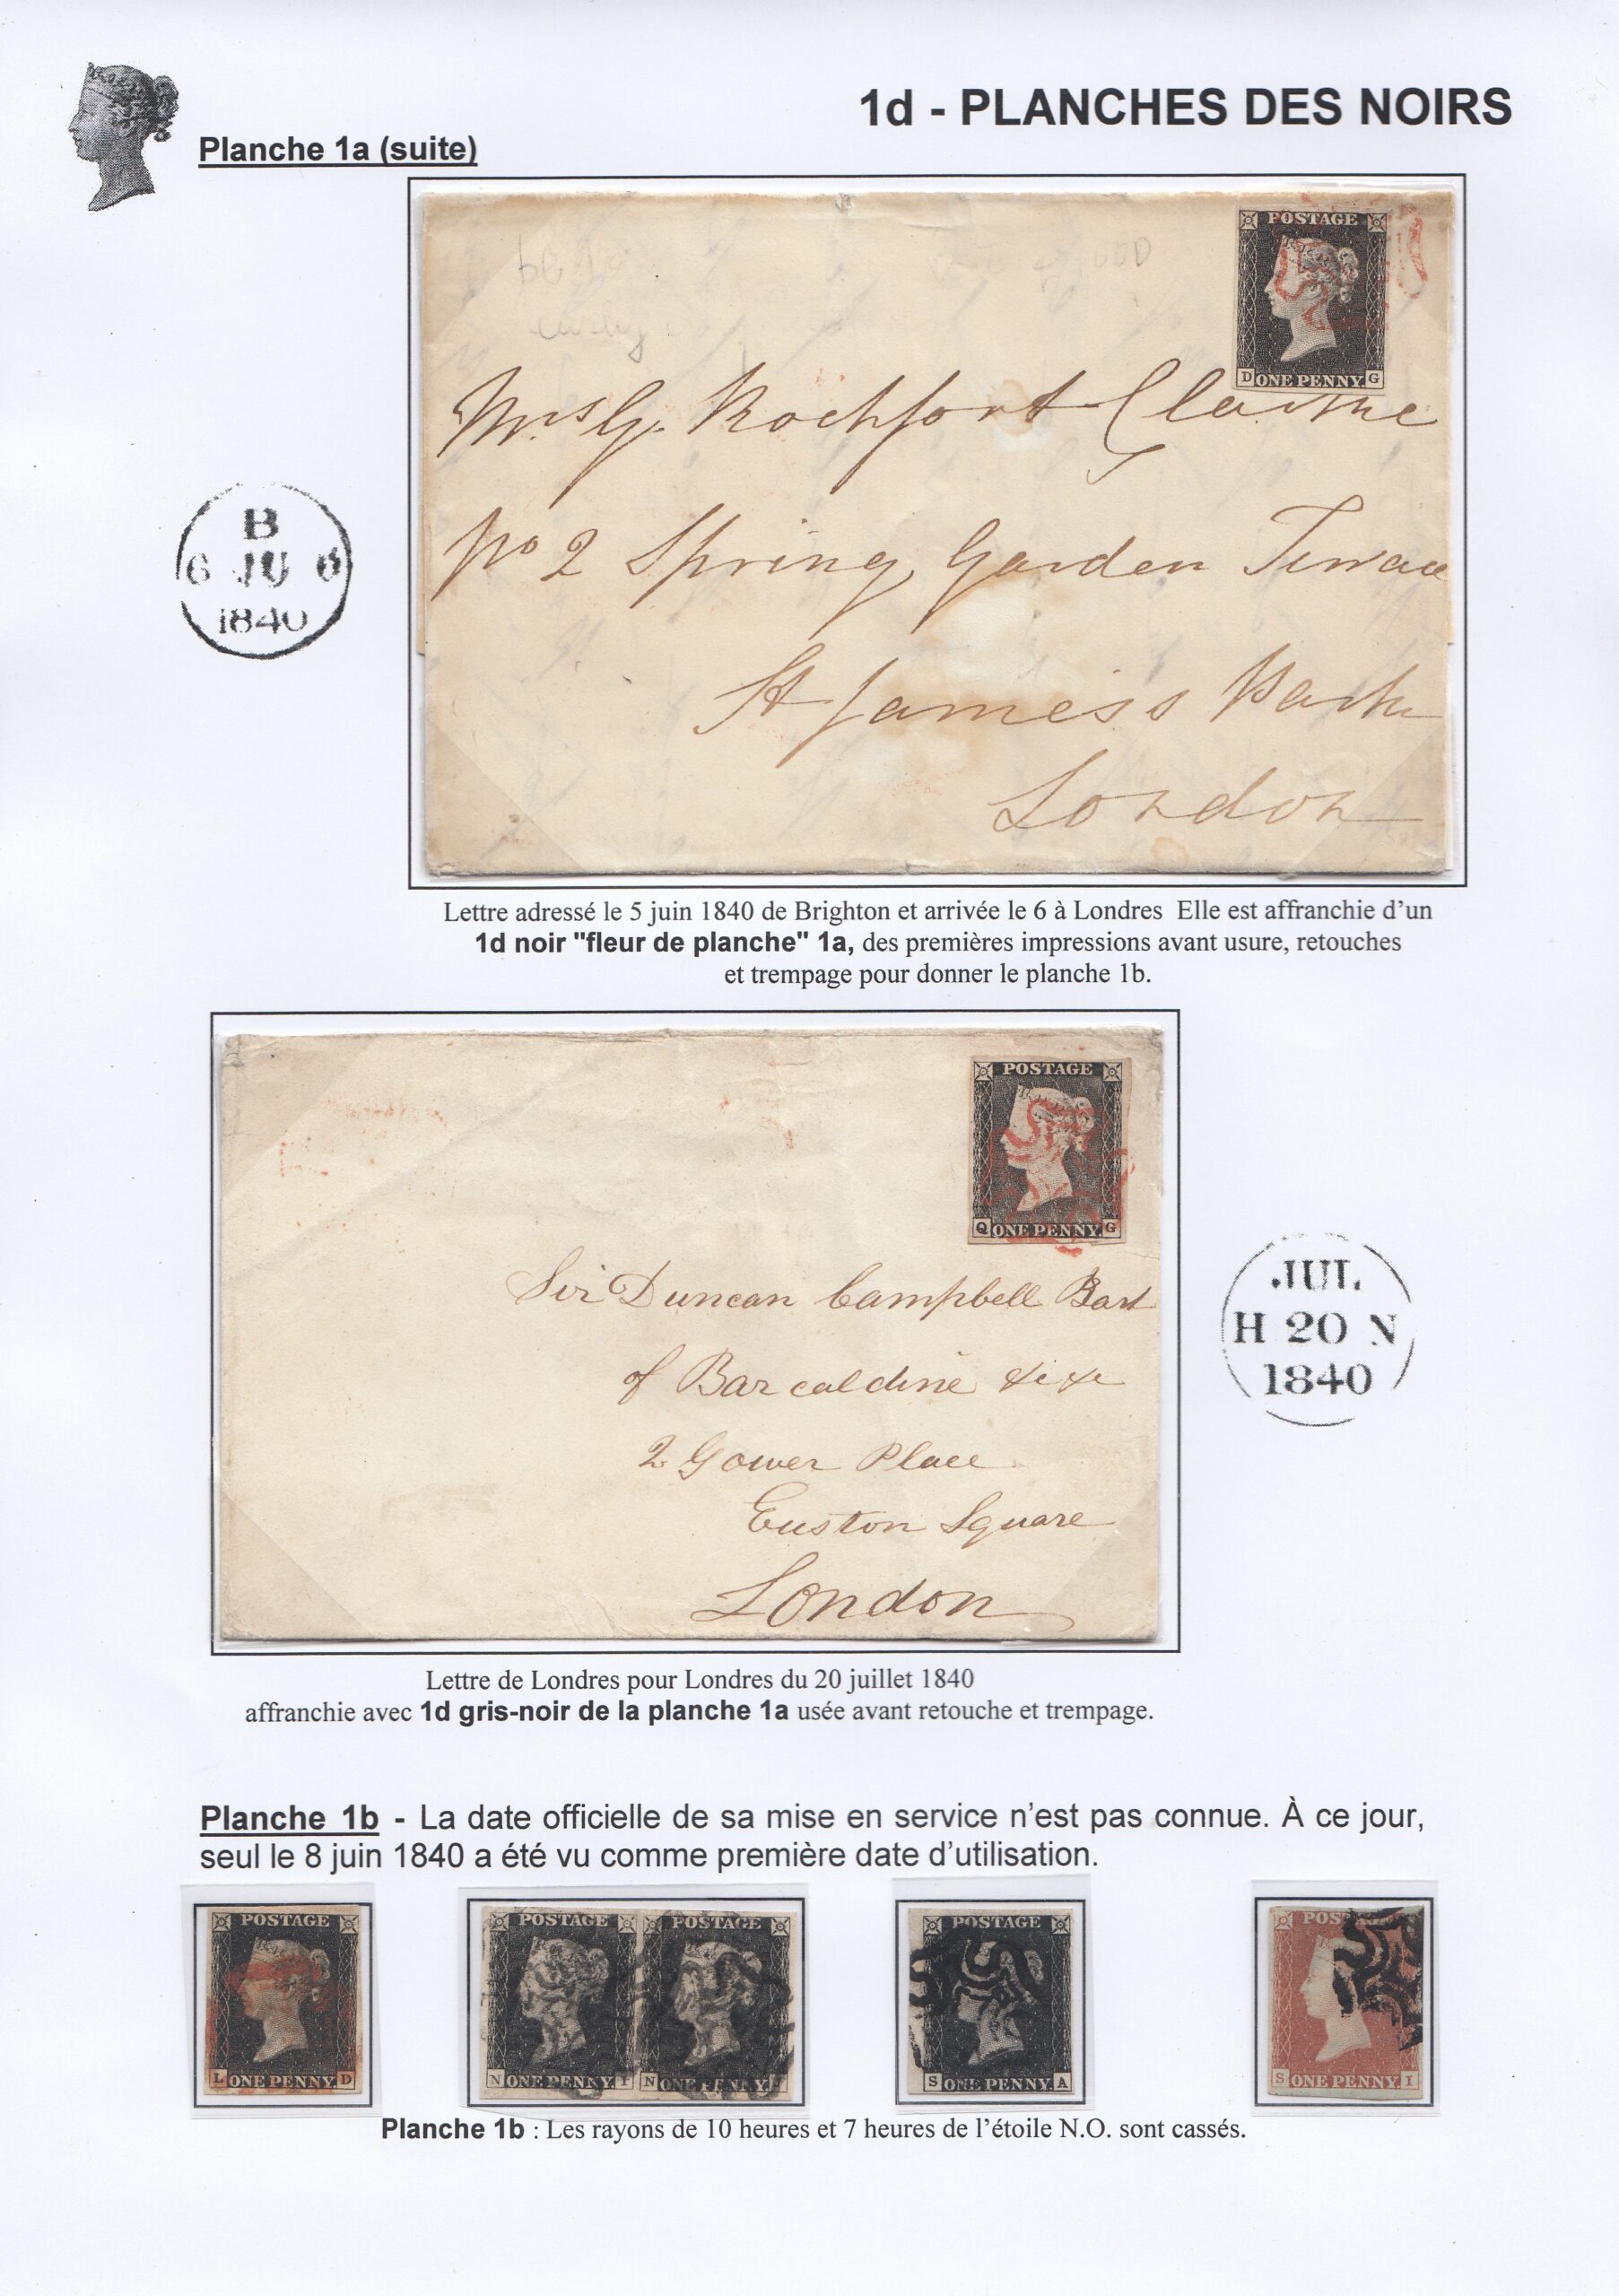 1d - PLANCHES DES NOIRS
Planche 1a (suite)
POSTAGE
D ONE PENNY. G
Mrs G. Rochfort Clarke
No 2 Spring Garden Terrace
St James's Park
London
B
6 JU 6
1840
Lettre adressé le 5 juin 1840 de Brighton et arrivée le 6 à Londres Elle est affranchie d'un
1d noir "fleur de planche" 1a, des premières impressions avant usure, retouches
et trempage pour donner le planche 1b.
POSTAGE
Q ONE PENNY. G
Sir Duncan Campbell Bart
of Barcaldine &c &c
2 Gower Place
Euston Square
London
JUL
H 20 N
1840
Lettre de Londres pour Londres du 20 juillet 1840
affranchie avec 1d gris-noir de la planche 1a usée avant retouche et trempage.
Planche 1b - La date officielle de sa mise en service n'est pas connue. À ce jour,
seul le 8 juin 1840 a été vu comme première date d'utilisation.
POSTAGE
L ONE PENNY. D
POSTAGE POSTAGE
N ONE PENNY. I N ONE PENNY.
POSTAGE
S ONE PENNY. A
POSTAGE
S ONE PENNY. I
Planche 1b : Les rayons de 10 heures et 7 heures de l'étoile N.O. sont cassés.